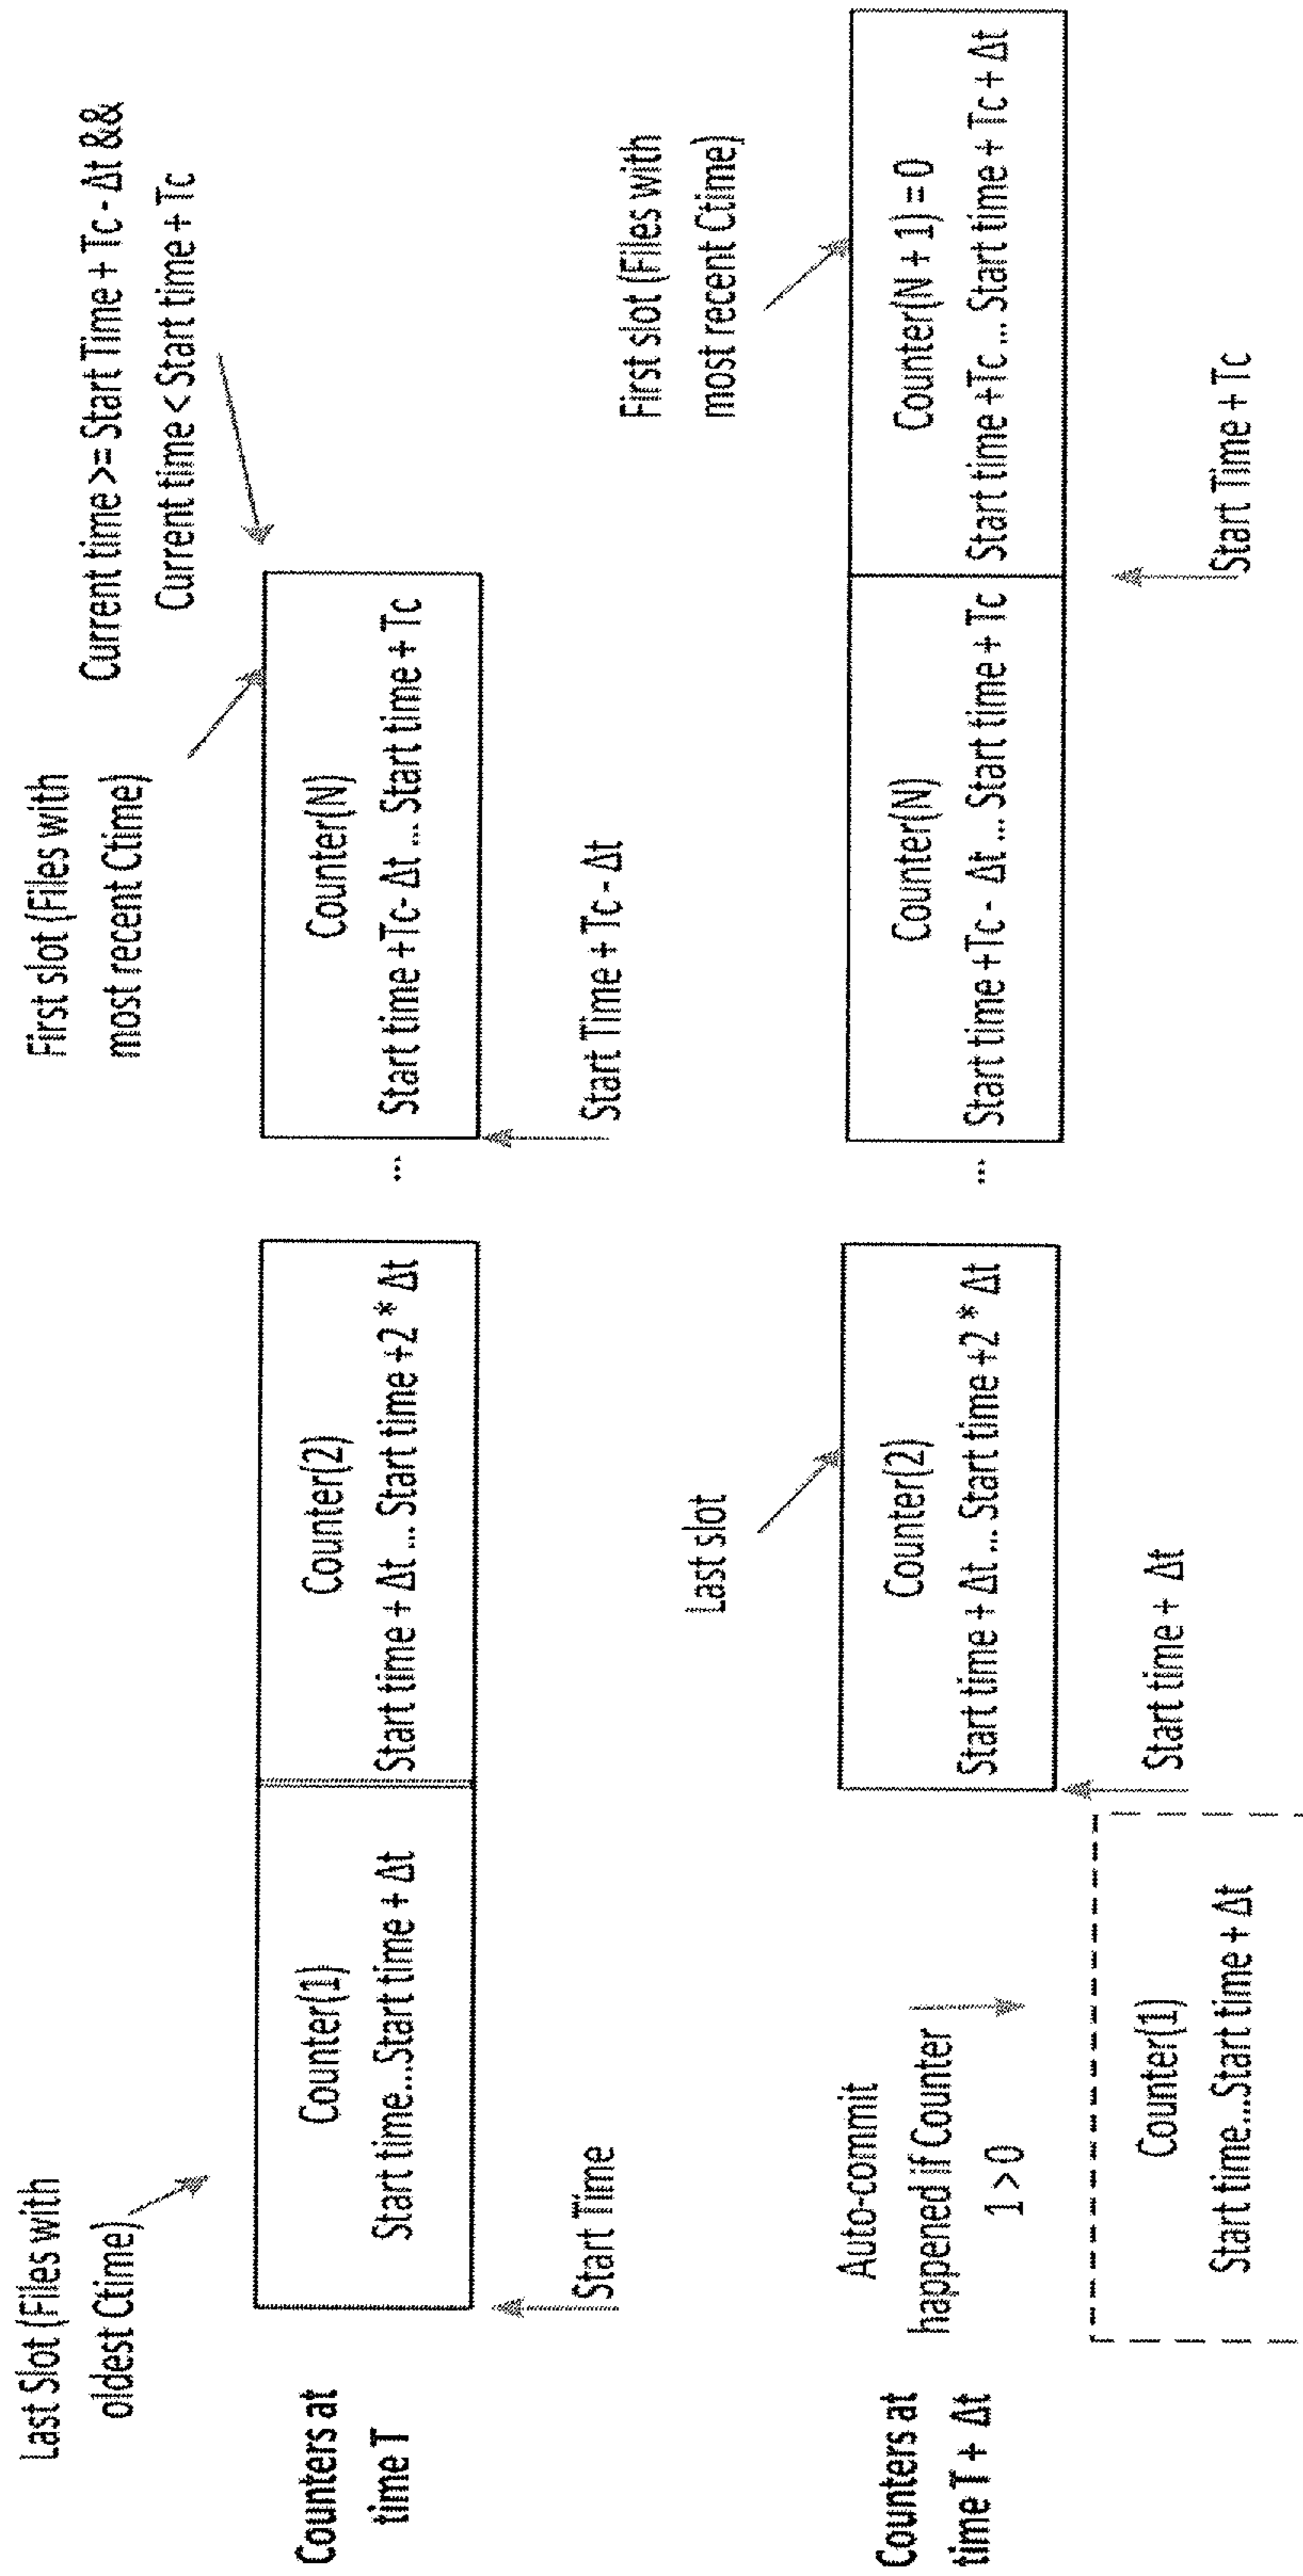 Last Slot (Files with
oldest Ctime)
First slot (Files with
most recent Ctime)
Current time >= Start Time + Tc - Δt &&
Current time < Start time + Tc
Counters at
time T
Counter(1)
Start time...Start time + Δt
Counter(2)
Start time + Δt ... Start time +2 * Δt
...
Counter(N)
Start time +Tc- Δt ... Start time + Tc
Start Time
Start Time + Tc - Δt
Last slot
First slot (Files with
most recent Ctime)
Counters at
time T + Δt
Auto-commit
happened if Counter
1 > 0
Counter(2)
Start time + Δt ... Start time +2 * Δt
...
Counter(N)
Start time +Tc - Δt ... Start time + Tc
Counter(N + 1) = 0
Start time +Tc ... Start time + Tc + Δt
Counter(1)
Start time...Start time + Δt
Start time + Δt
Start Time + Tc